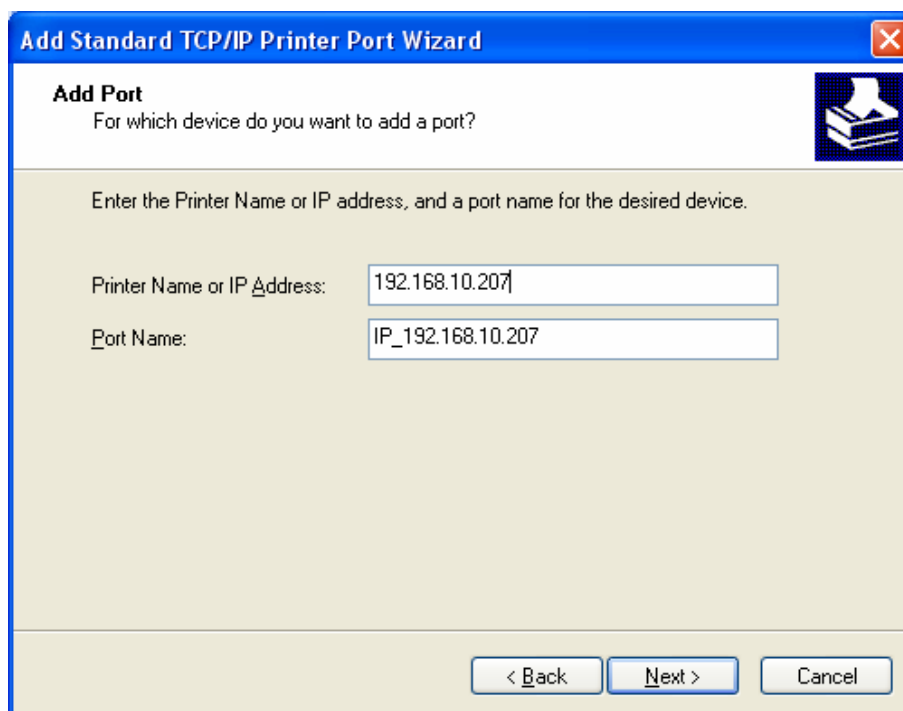 Add Standard TCP/IP Printer Port Wizard
Add Port
For which device do you want to add a port?
Enter the Printer Name or IP address, and a port name for the desired device.
Printer Name or IP Address: 192.168.10.207
Port Name: IP_192.168.10.207
< Back Next > Cancel